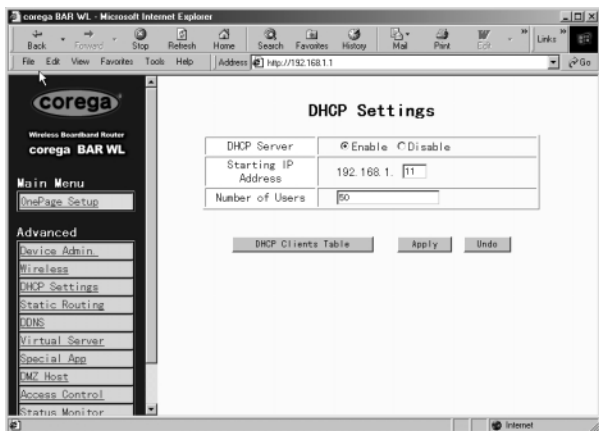 corega BAR WL - Microsoft Internet Explorer
Back Forward Stop Refresh Home Search Favorites History Mail Print Edit » Links »
File Edit View Favorites Tools Help Address http://192.168.1.1 Go
corega
Wireless Boardband Router
corega BAR WL
Main Menu
OnePage Setup
Advanced
Device Admin.
Wireless
DHCP Settings
Static Routing
DDNS
Virtual Server
Special App
DMZ Host
Access Control
Status Monitor
DHCP Settings
DHCP Server Enable Disable
Starting IP Address 192.168.1. 11
Number of Users 50
DHCP Clients Table Apply Undo
Internet